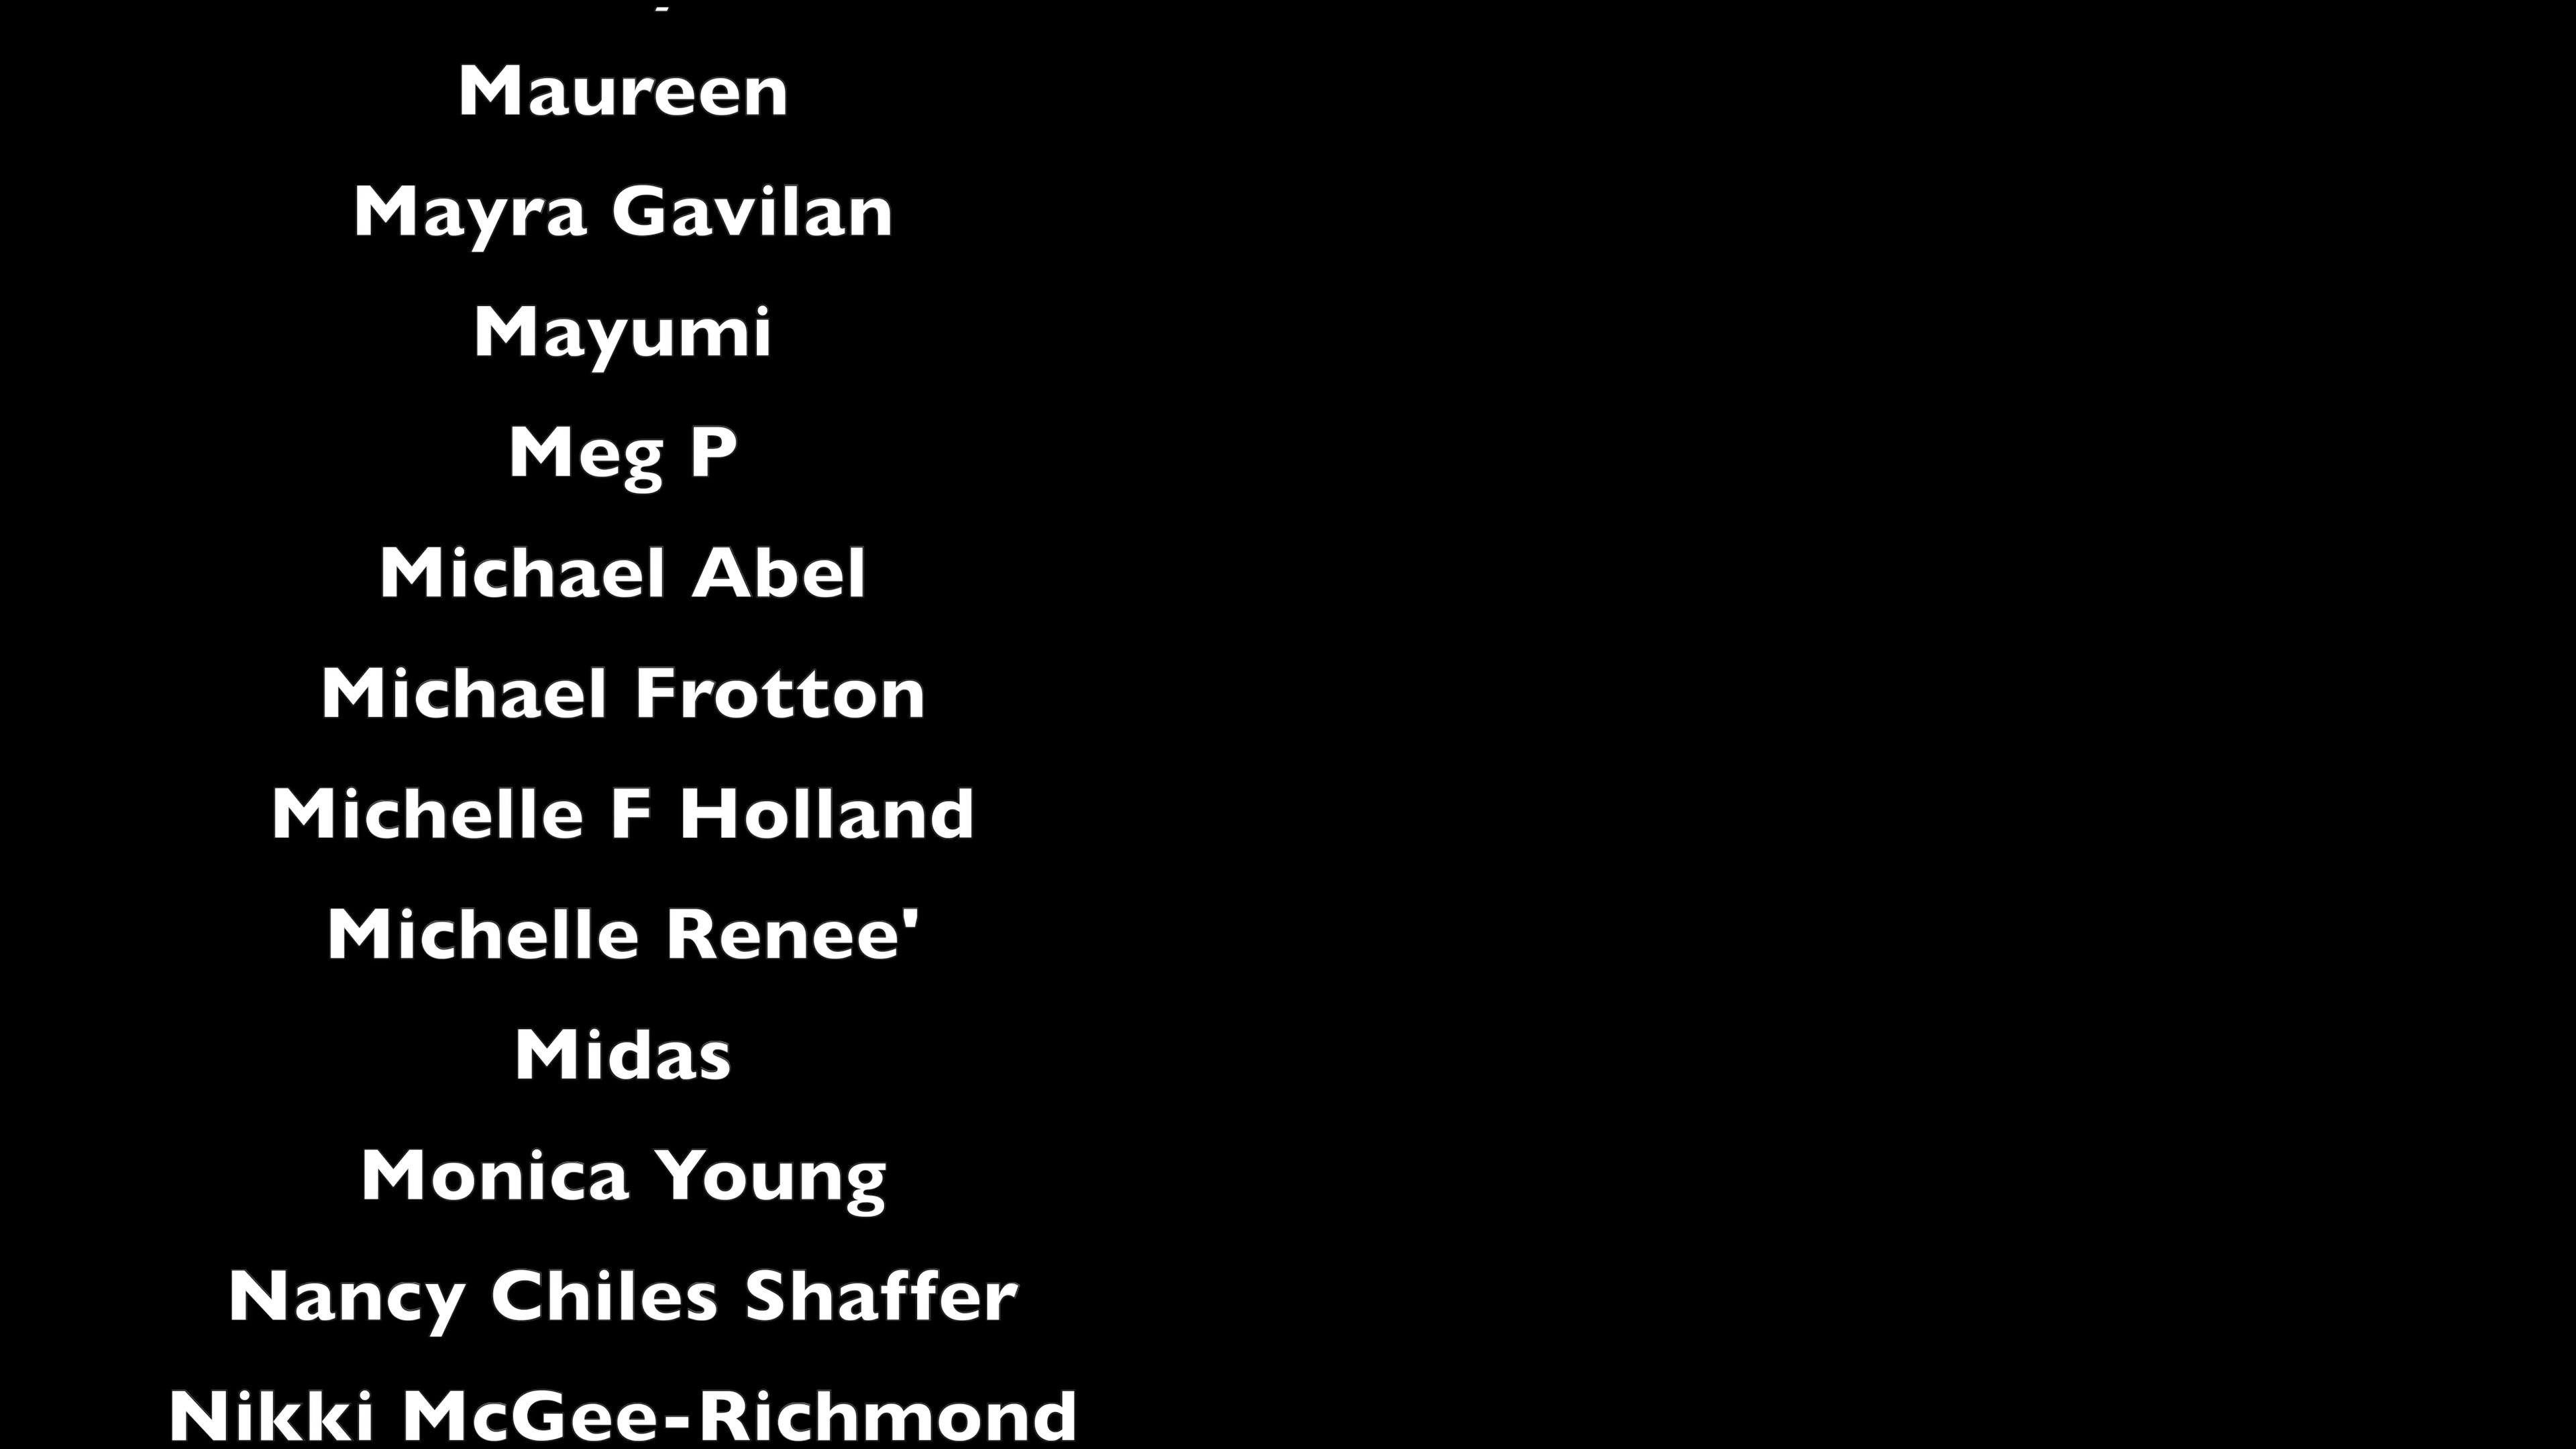 Maureen
Mayra Gavilan
Mayumi
Meg P
Michael Abel
Michael Frotton
Michelle F Holland
Michelle Renee'
Midas
Monica Young
Nancy Chiles Shaffer
Nikki McGee-Richmond